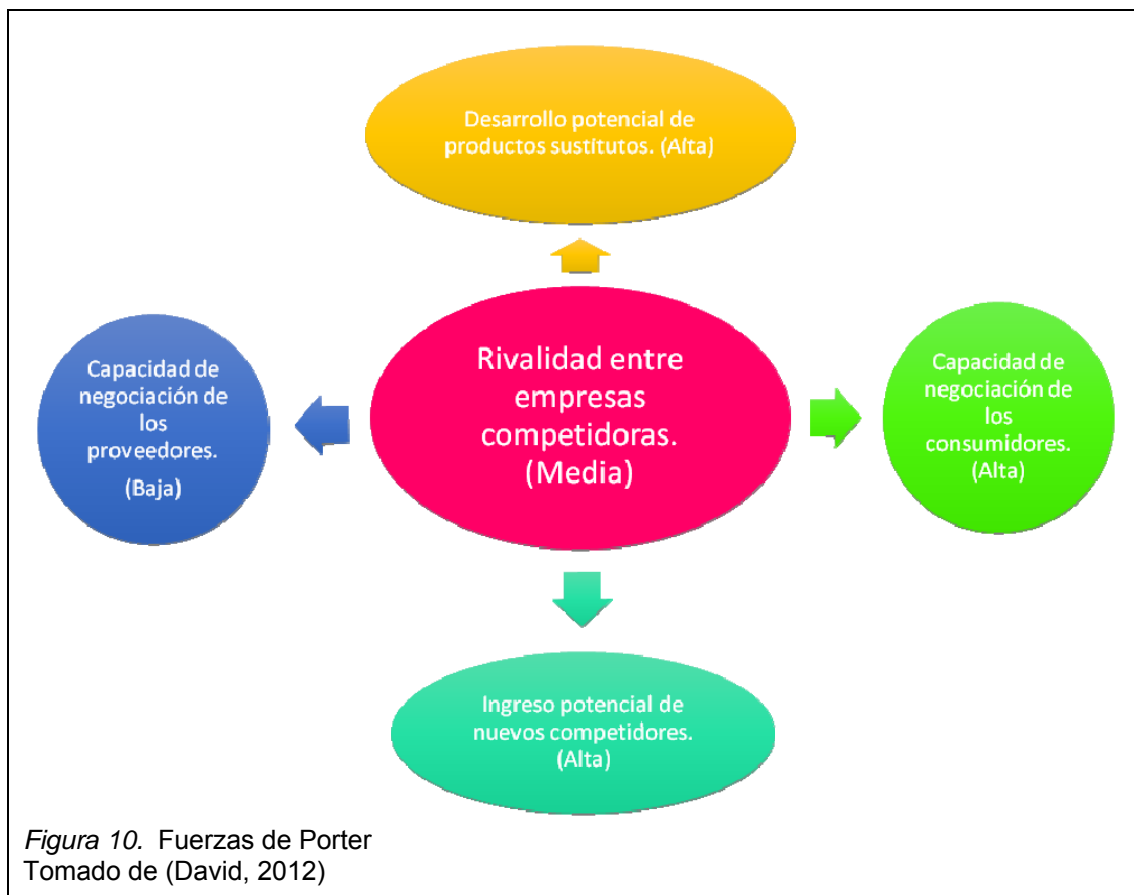 Desarrollo potencial de
productos sustitutos. (Alta)
Capacidad de
negociación de
los
proveedores.
(Baja)
Rivalidad entre
empresas
competidoras.
(Media)
Capacidad de
negociación de
los
consumidores.
(Alta)
Ingreso potencial de
nuevos competidores.
(Alta)
Figura 10.  Fuerzas de Porter
Tomado de (David, 2012)